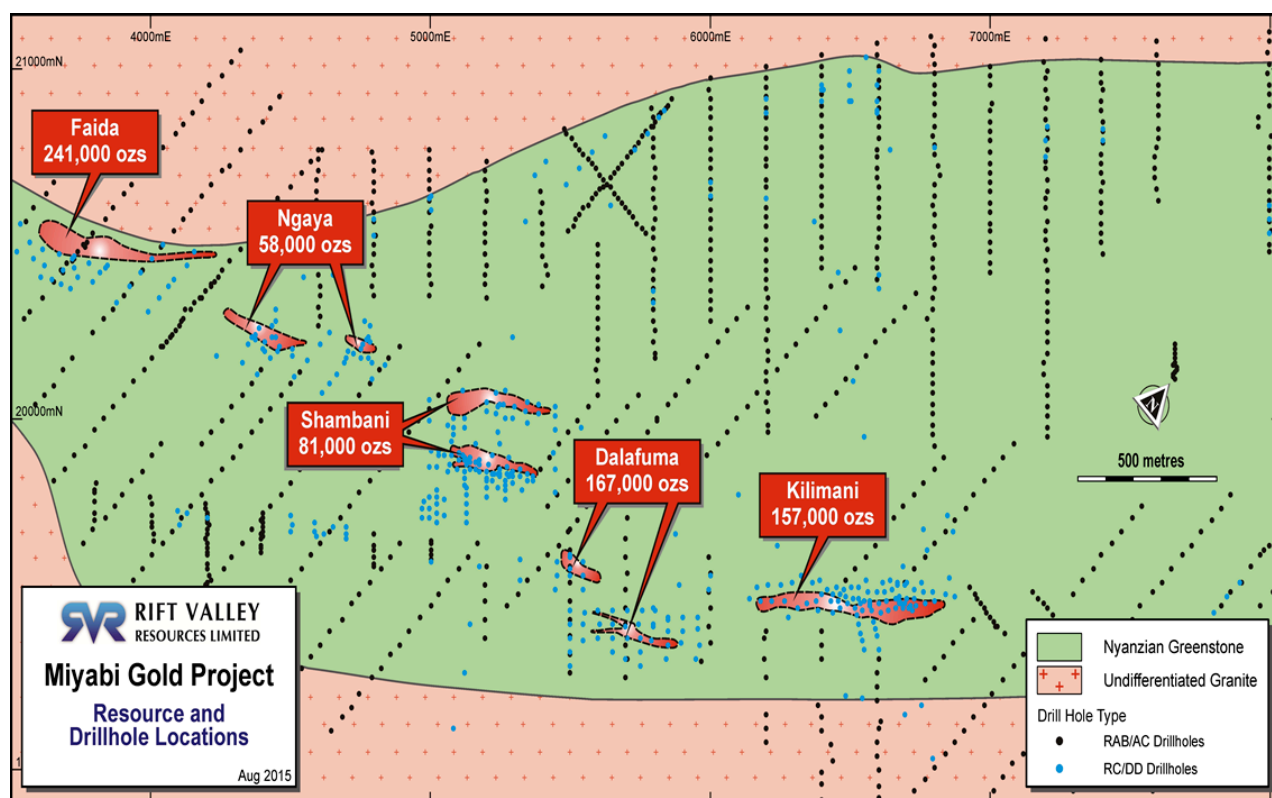 4000mE
5000mE
6000mE
7000mE
21000mN
Faida
241,000 ozs
Ngaya
58,000 ozs
20000mN
Shambani
81,000 ozs
Dalafuma
167,000 ozs
Kilimani
157,000 ozs
N
500 metres
RVR
RIFT VALLEY
RESOURCES LIMITED
Miyabi Gold Project
Resource and
Drillhole Locations
Aug 2015
Nyanzian Greenstone
Undifferentiated Granite
Drill Hole Type
RAB/AC Drillholes
RC/DD Drillholes